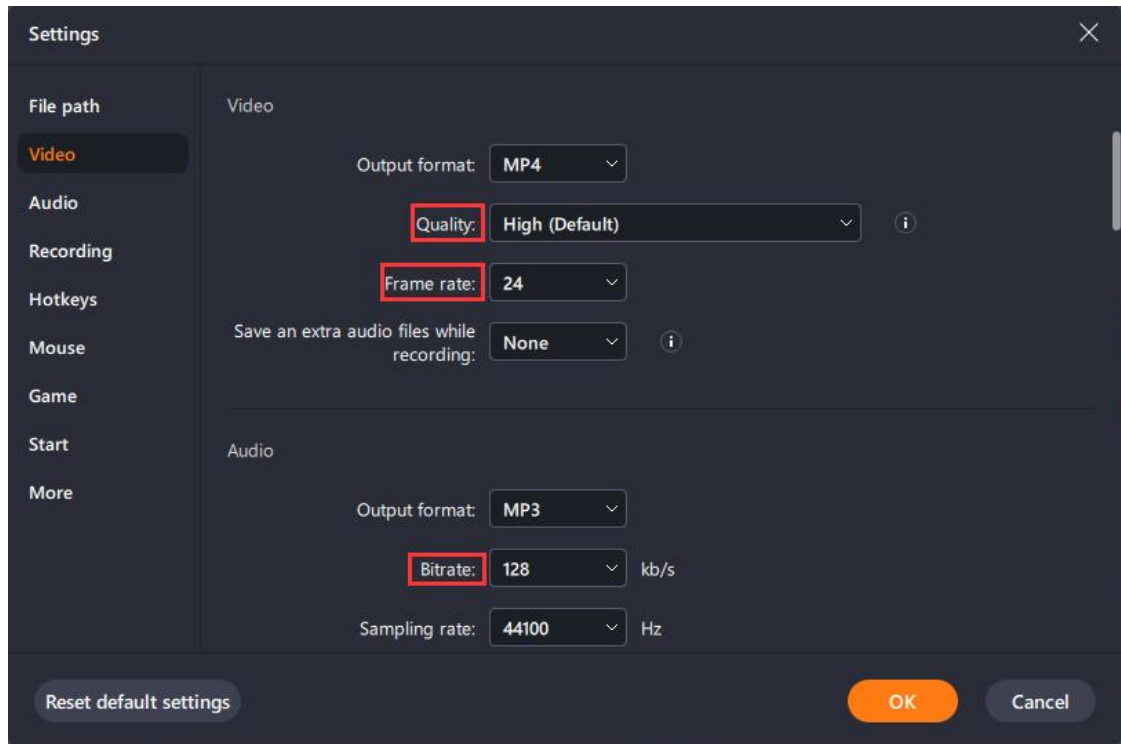 Settings
File path
Video
Audio
Recording
Hotkeys
Mouse
Game
Start
More
Video
Output format: MP4
Quality: High (Default)
Frame rate: 24
Save an extra audio files while
recording: None
Audio
Output format: MP3
Bitrate: 128 kb/s
Sampling rate: 44100 Hz
Reset default settings
OK
Cancel